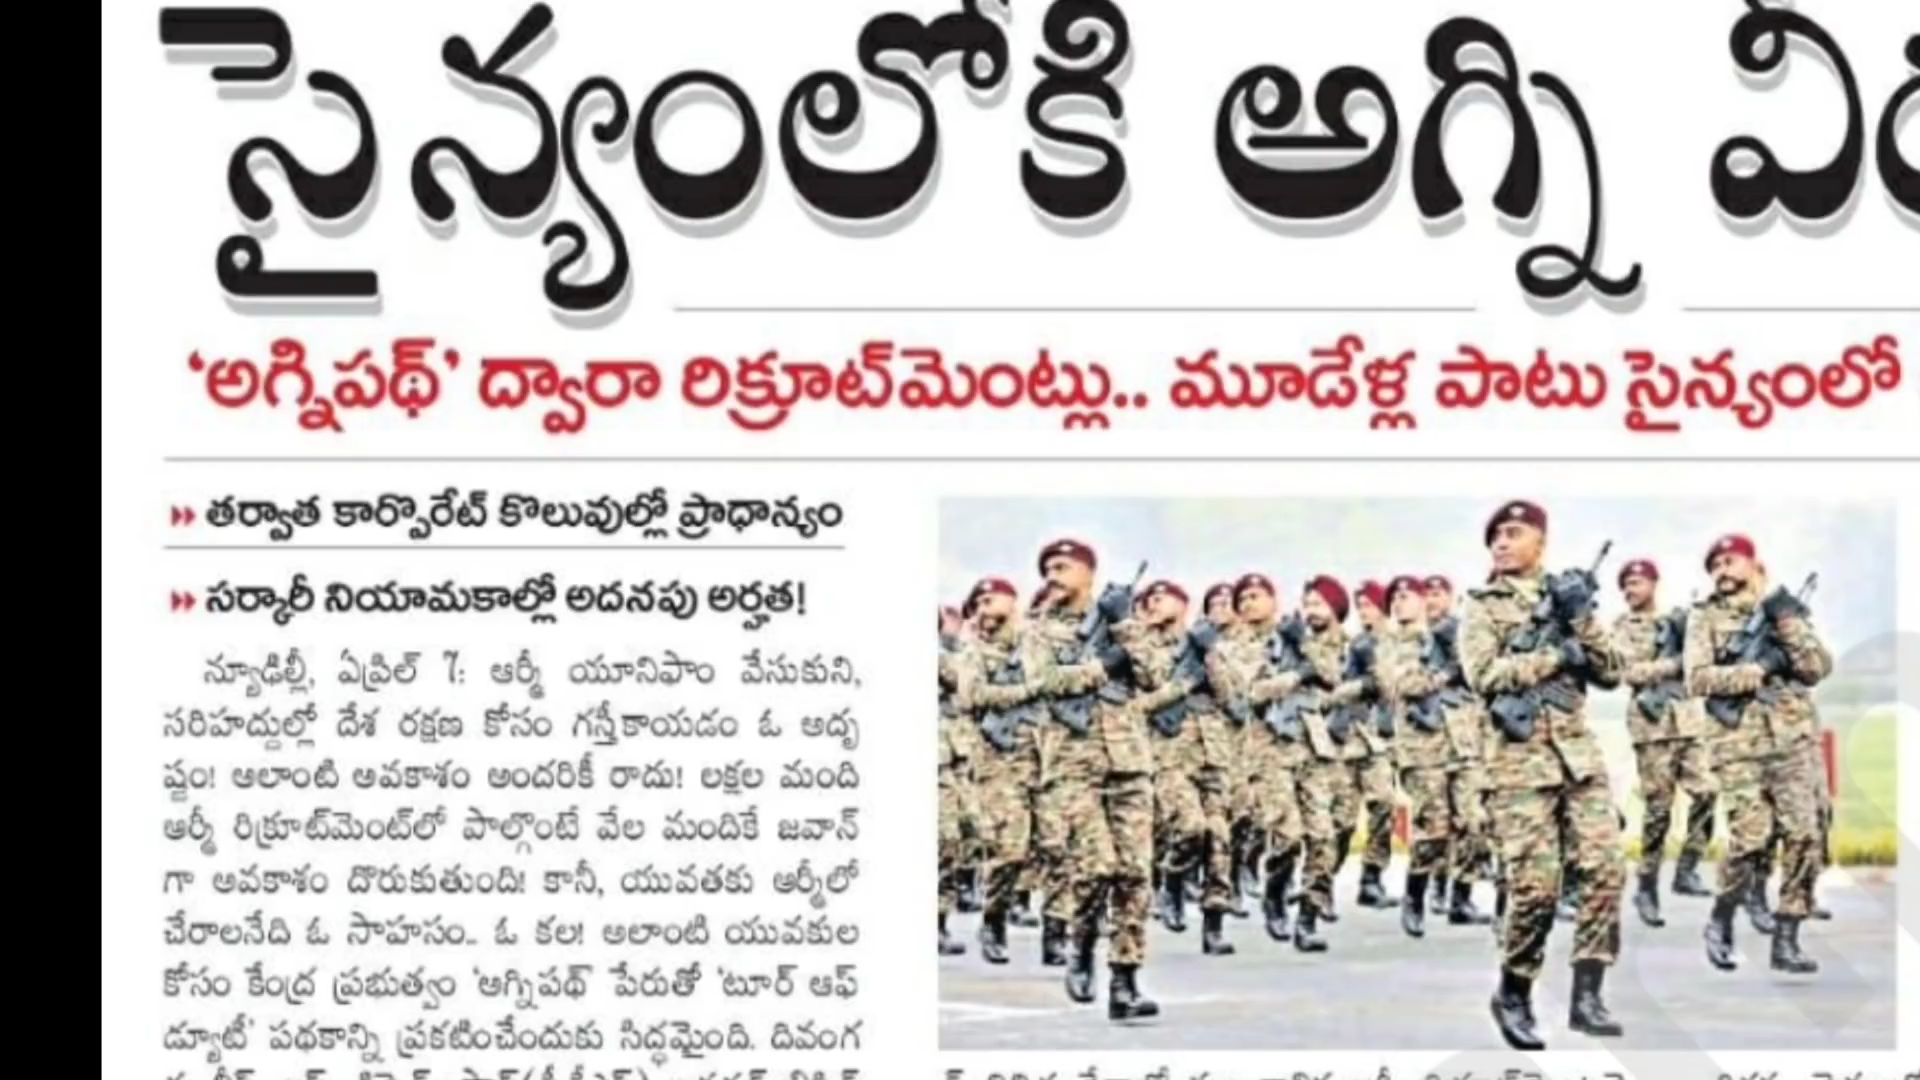 సైన్యంలోకి అగ్ని
‘అగ్నిపథ్’ ద్వారా రిక్రూట్‌మెంట్లు.. మూడేళ్ల పాటు సైన్యంలో
» తర్వాత కార్పొరేట్ కొలువుల్లో ప్రాధాన్యం
» సర్కారీ నియామకాల్లో అదనపు అర్హత!
న్యూఢిల్లీ, ఏప్రిల్ 7: ఆర్మీ యూనిఫాం వేసుకుని,
సరిహద్దుల్లో దేశ రక్షణ కోసం గస్తీకాయడం ఓ అదృ
ష్టం! ఆలాంటి అవకాశం అందరికీ రాదు! లక్షల మంది
ఆర్మీ రిక్రూట్‌మెంట్‌లో పాల్గొంటే వేల మందికే జవాన్
గా అవకాశం దొరుకుతుంది! కానీ, యువతకు ఆర్మీలో
చేరాలనేది ఓ సాహసం.. ఓ కల! అలాంటి యువకుల
కోసం కేంద్ర ప్రభుత్వం ‘అగ్నిపథ్’ పేరుతో ‘టూర్ ఆఫ్
డ్యూటీ’ పథకాన్ని ప్రకటించేందుకు సిద్ధమైంది. దివంగ